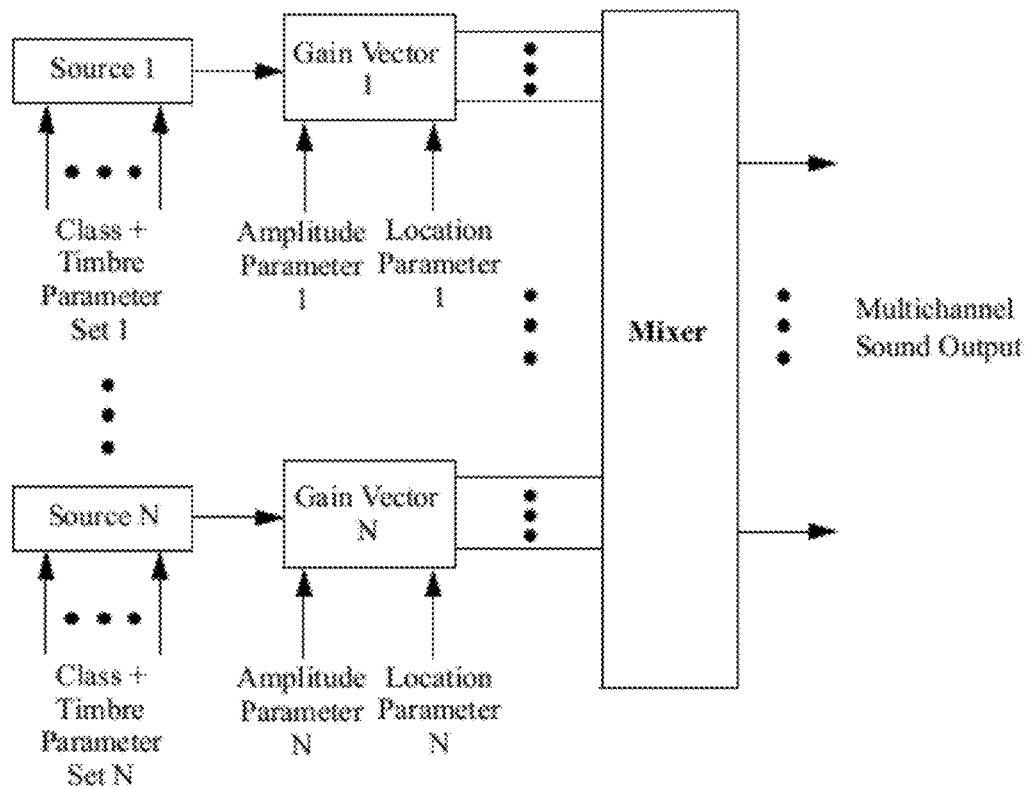 Source 1
Gain Vector
1
Class +
Timbre
Parameter
Set 1
Amplitude
Parameter
1
Location
Parameter
1
Mixer
Multichannel
Sound Output
Source N
Gain Vector
N
Class +
Timbre
Parameter
Set N
Amplitude
Parameter
N
Location
Parameter
N